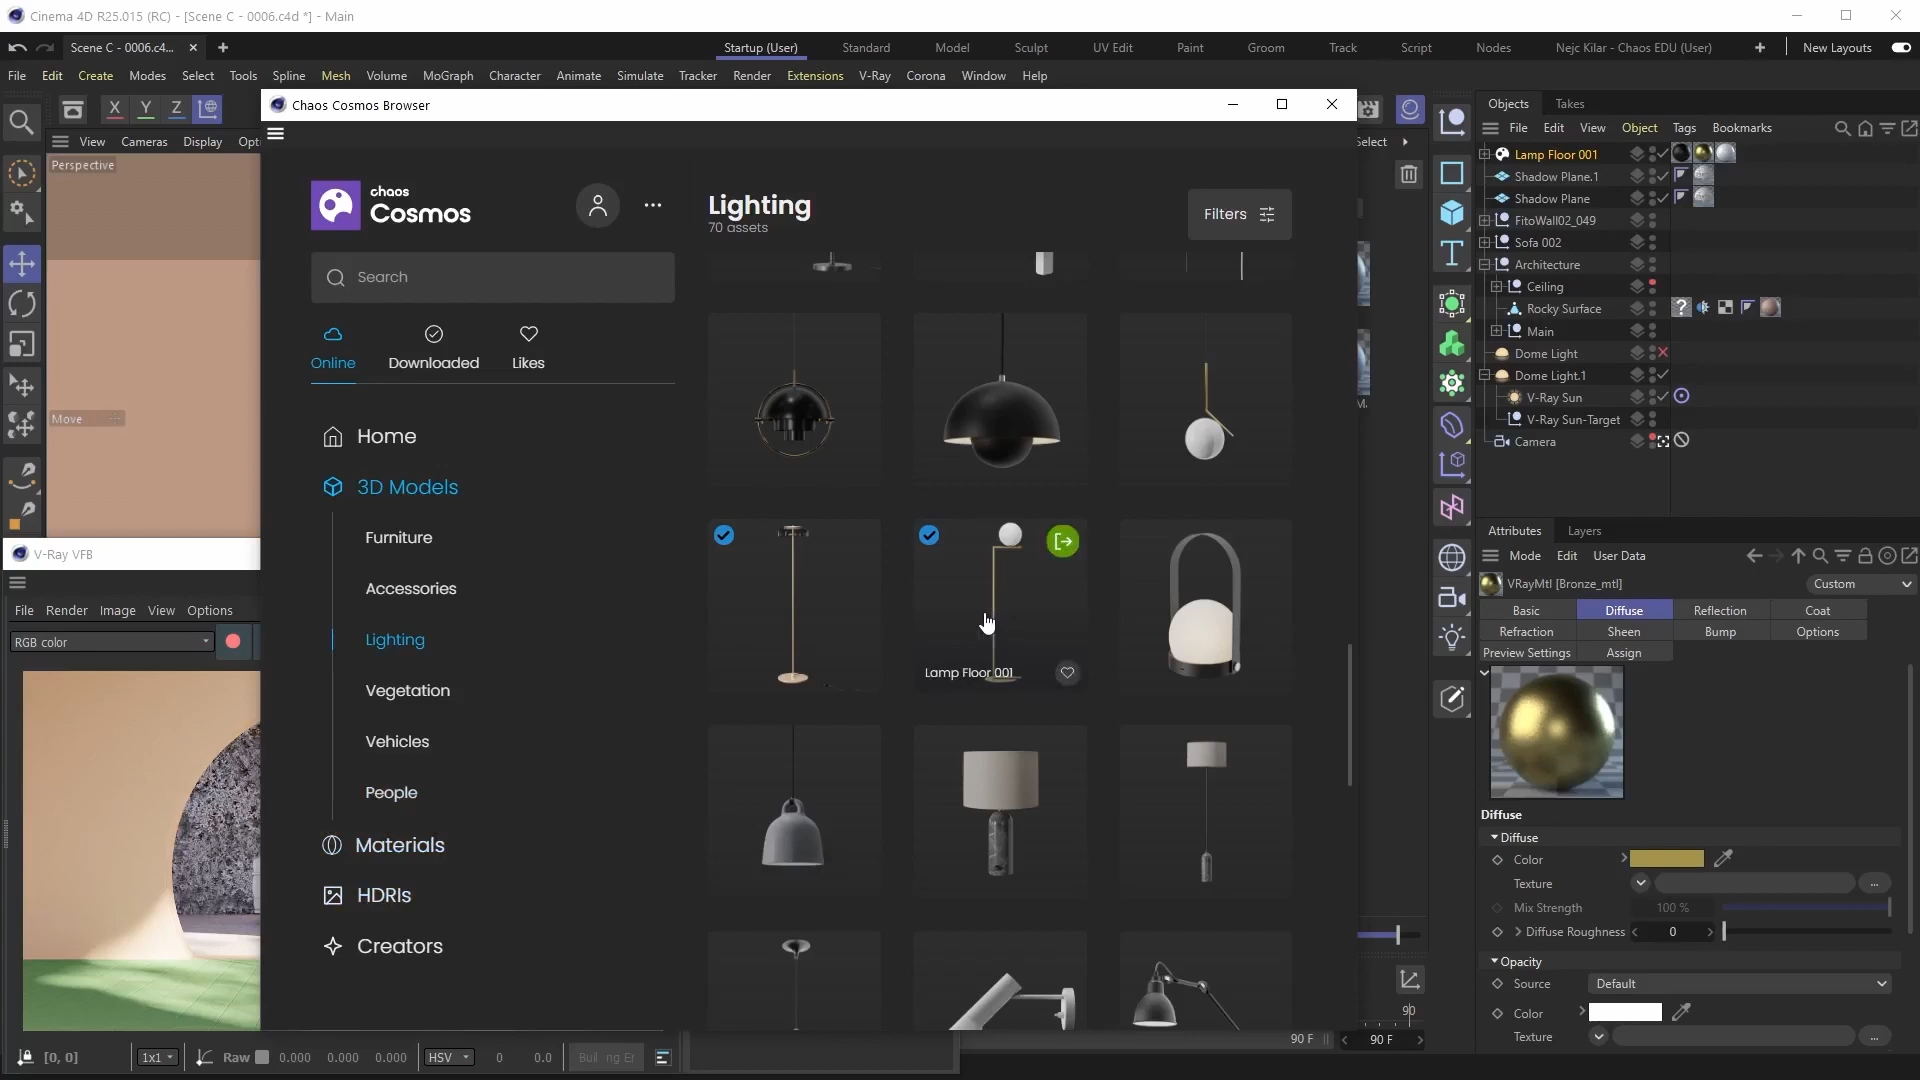 Cinema 4D R25.015 (RC) - [Scene C - 0006.c4d *] - Main
Scene C - 0006.c4...
Startup (User) Standard Model Sculpt UV Edit Paint Groom Track Script Nodes Nejc Kilar - Chaos EDU (User) New Layouts
File Edit Create Modes Select Tools Spline Mesh Volume MoGraph Character Animate Simulate Tracker Render Extensions V-Ray Corona Window Help
X Y Z
Chaos Cosmos Browser
View Cameras Display Opti
Perspective
Move
chaos
Cosmos
Search
Online Downloaded Likes
Home
3D Models
Furniture
Accessories
Lighting
Vegetation
Vehicles
People
Materials
HDRIs
Creators
Lighting
70 assets
Filters
Lamp Floor 001
V-Ray VFB
File Render Image View Options
RGB color
[0, 0] 1x1 Raw 0.000 0.000 0.000 HSV 0 0.0
90
90 F 90 F
Objects Takes
File Edit View Object Tags Bookmarks
Lamp Floor 001
Shadow Plane.1
Shadow Plane
FitoWall02_049
Sofa 002
Architecture
Ceiling
Rocky Surface
Main
Dome Light
Dome Light.1
V-Ray Sun
V-Ray Sun-Target
Camera
Attributes Layers
Mode Edit User Data
VRayMtl [Bronze_mtl] Custom
Basic Diffuse Reflection Coat
Refraction Sheen Bump Options
Preview Settings Assign
Diffuse
Diffuse
Color
Texture ...
Mix Strength 100 %
Diffuse Roughness 0
Opacity
Source Default
Color
Texture ...